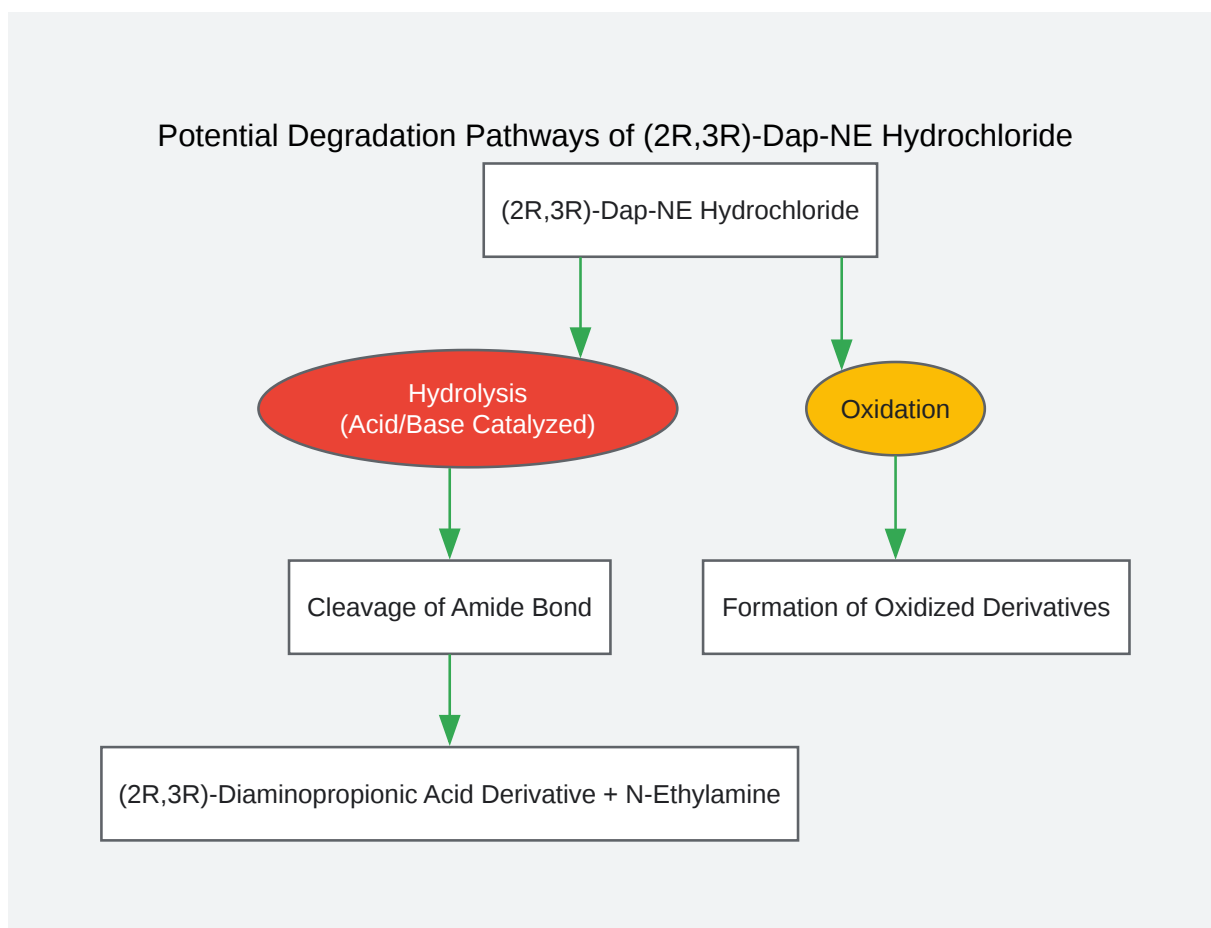 Potential Degradation Pathways of (2R,3R)-Dap-NE Hydrochloride
(2R,3R)-Dap-NE Hydrochloride
Hydrolysis
(Acid/Base Catalyzed)
Oxidation
Cleavage of Amide Bond
Formation of Oxidized Derivatives
(2R,3R)-Diaminopropionic Acid Derivative + N-Ethylamine